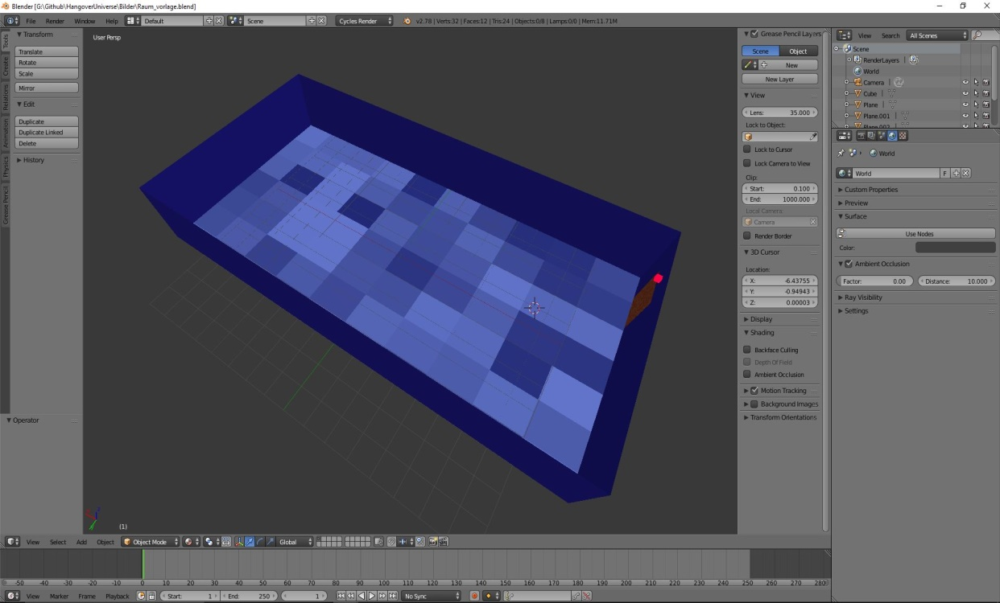 Blender [G:\Github\HangoverUniverse\Bilder\Raum_vorlage.blend]
File Render Window Help Default Scene Cycles Render v2.78 | Verts:32 | Faces:12 | Tris:24 | Objects:0/8 | Lamps:0/0 | Mem:11.71M
Tools
Create
Relations
Animation
Physics
Grease Pencil
Transform
Translate
Rotate
Scale
Mirror
Edit
Duplicate
Duplicate Linked
Delete
History
Operator
User Persp
(1)
Grease Pencil Layers
Scene Object
New
New Layer
View
Lens: 35.000
Lock to Object:
Lock to Cursor
Lock Camera to View
Clip:
Start: 0.100
End: 1000.000
Local Camera:
Camera
Render Border
3D Cursor
Location:
X: -6.43755
Y: -0.94943
Z: 0.00003
Display
Shading
Backface Culling
Depth Of Field
Ambient Occlusion
Motion Tracking
Background Images
Transform Orientations
View Search All Scenes
Scene
RenderLayers
World
Camera
Cube
Plane
Plane.001
Plane.002
World
World F
Custom Properties
Preview
Surface
Use Nodes
Color:
Ambient Occlusion
Factor: 0.00 Distance: 10.000
Ray Visibility
Settings
View Select Add Object Object Mode Global
-50 -40 -30 -20 -10 0 10 20 30 40 50 60 70 80 90 100 110 120 130 140 150 160 170 180 190 200 210 220 230 240 250 260 270 280
View Marker Frame Playback Start: 1 End: 250 1 No Sync